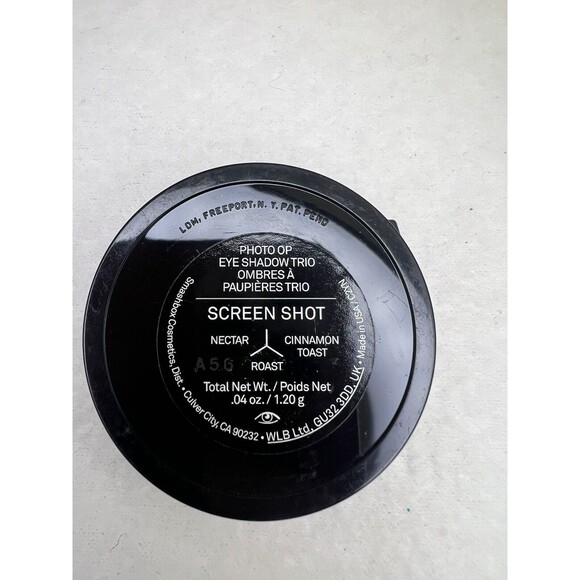 LDM, FREEPORT, N.Y. PAT. PEND
PHOTO OP
EYE SHADOW TRIO
OMBRES À
PAUPIÈRES TRIO
SCREEN SHOT
NECTAR
CINNAMON
TOAST
ROAST
A56
Total Net Wt. / Poids Net
.04 oz. / 1.20 g
Smashbox Cosmetics, Dist. • Culver City, CA 90232 • WLB Ltd, GU32 3DD, UK • Made in USA / C2YN